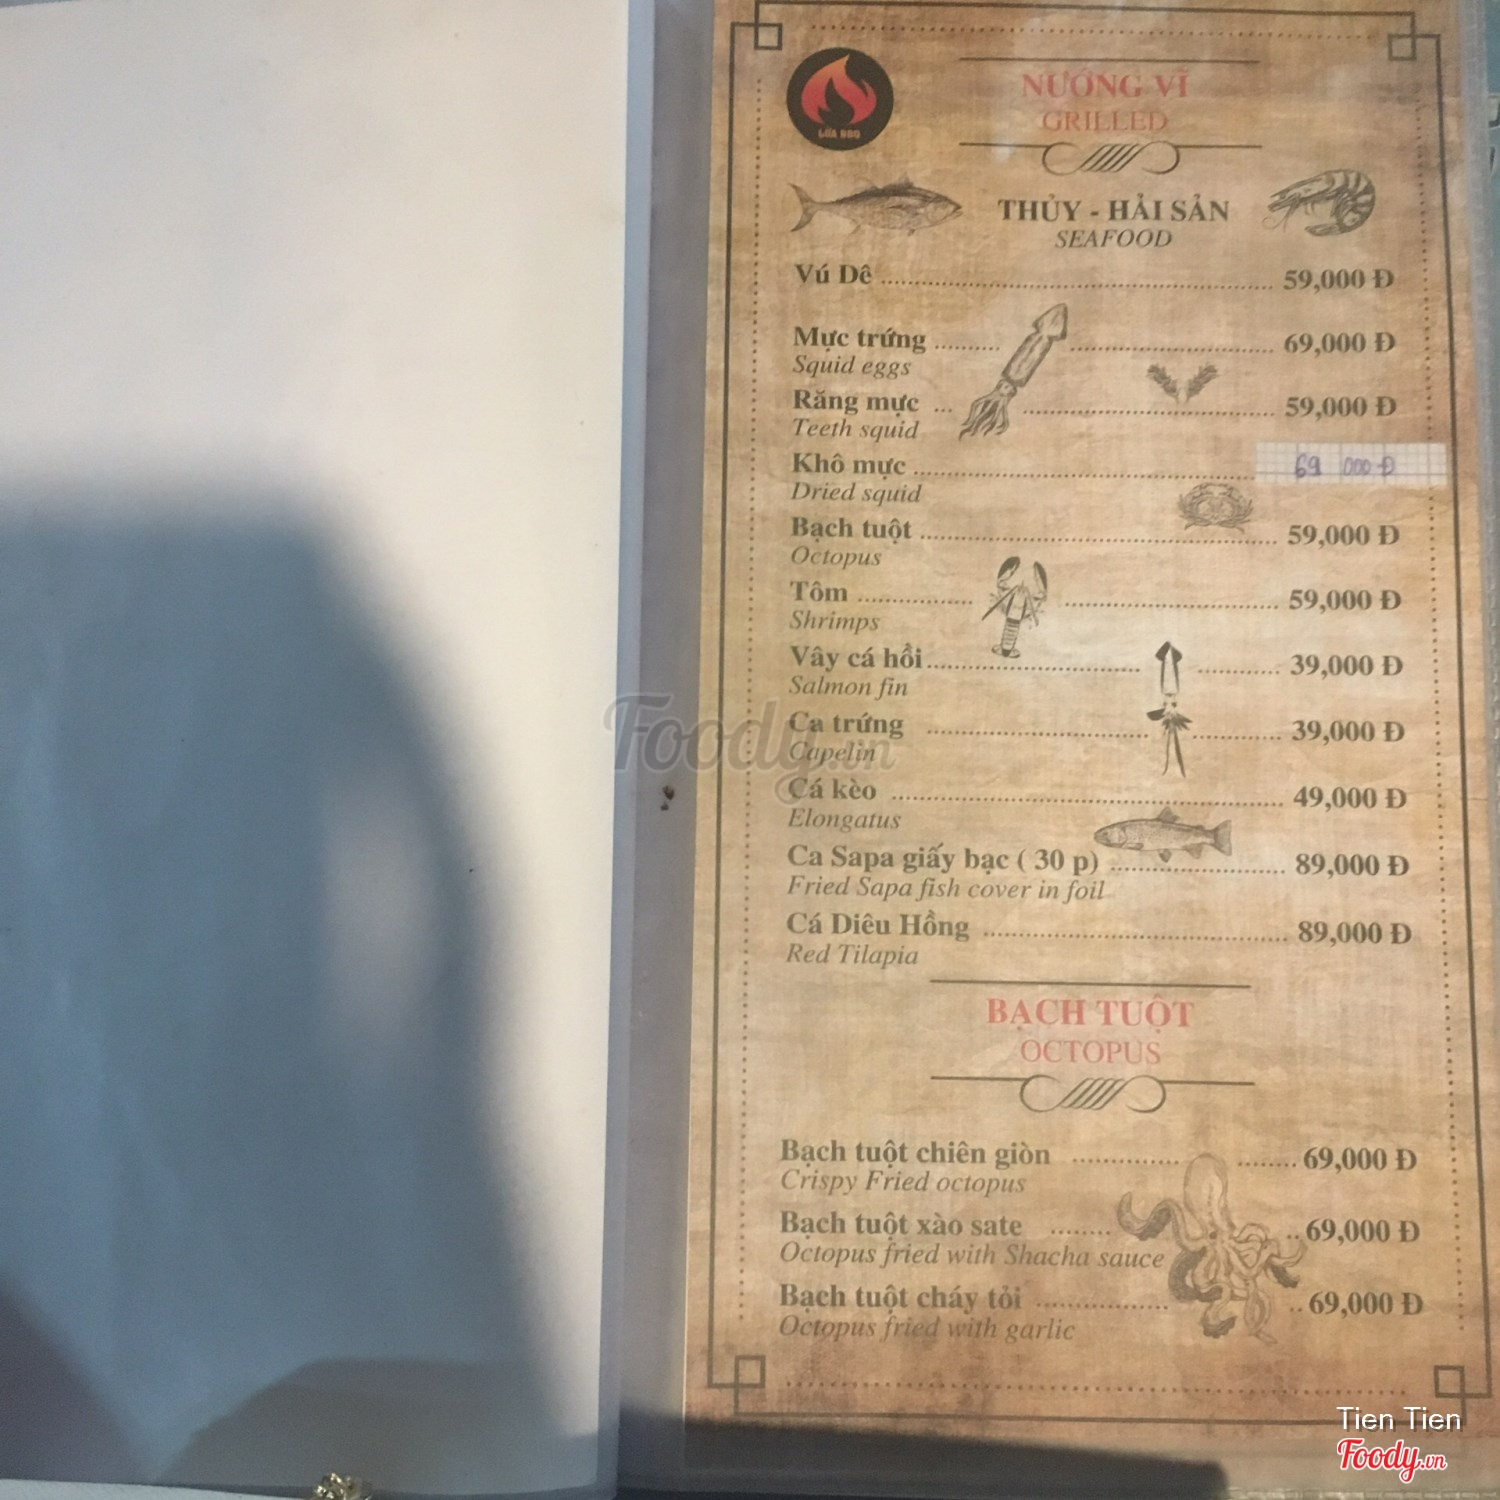 LỬA BBQ
NƯỚNG VĨ
GRILLED
THỦY - HẢI SẢN
SEAFOOD
Vú Dê ........ 59,000 Đ
Mực trứng ........ 69,000 Đ
Squid eggs
Răng mực ........ 59,000 Đ
Teeth squid
Khô mực ........ 69 000 Đ
Dried squid
Bạch tuột ........ 59,000 Đ
Octopus
Tôm ........ 59,000 Đ
Shrimps
Vây cá hồi ........ 39,000 Đ
Salmon fin
Ca trứng ........ 39,000 Đ
Capelin
Cá kèo ........ 49,000 Đ
Elongatus
Ca Sapa giấy bạc ( 30 p) ........ 89,000 Đ
Fried Sapa fish cover in foil
Cá Diêu Hồng ........ 89,000 Đ
Red Tilapia
BẠCH TUỘT
OCTOPUS
Bạch tuột chiên giòn ........ 69,000 Đ
Crispy Fried octopus
Bạch tuột xào sate ........ 69,000 Đ
Octopus fried with Shacha sauce
Bạch tuột cháy tỏi ........ 69,000 Đ
Octopus fried with garlic
Foody.vn
Tien Tien
Foody.vn